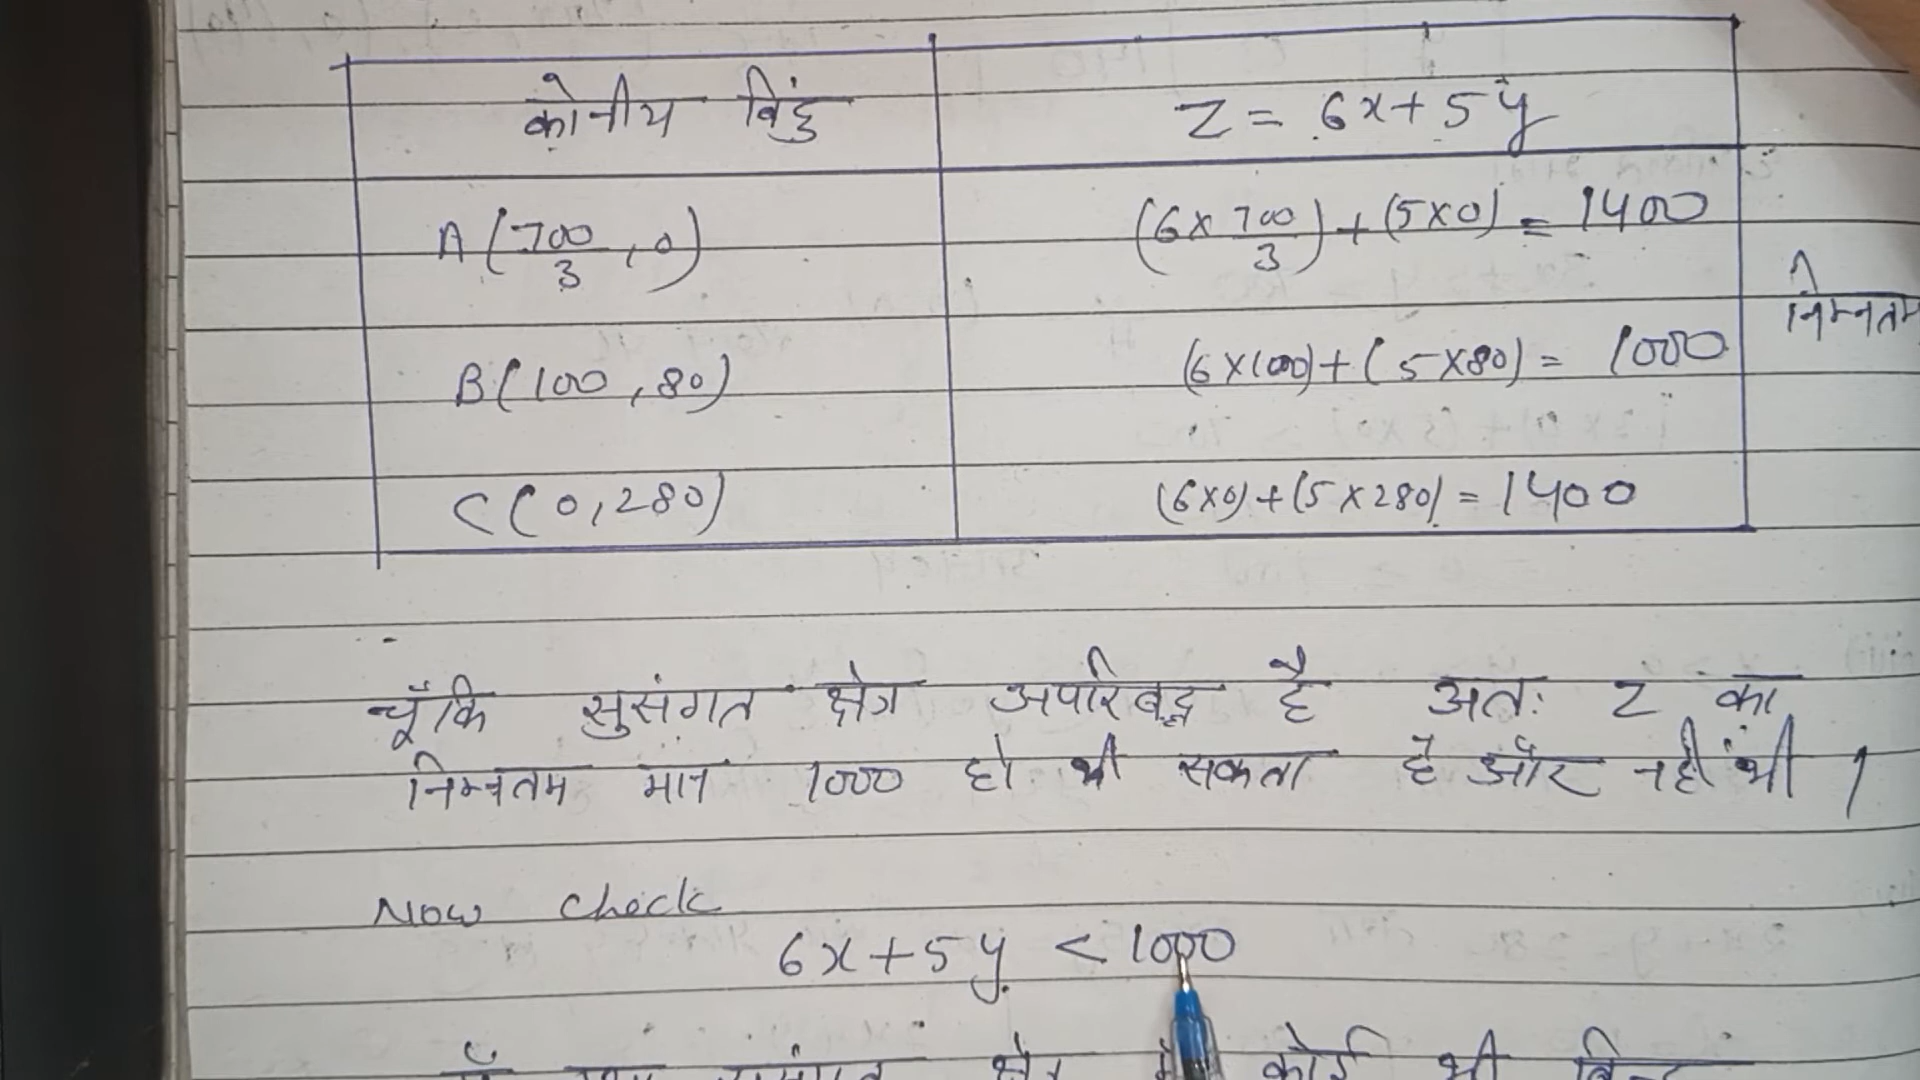 कोनीय बिंदु Z = 6x + 5y
A(700/3, 0) (6 × 700/3) + (5×0) = 1400
निम्नतम
B(100, 80) (6×100) + (5×80) = 1000
C(0, 280) (6×0) + (5×280) = 1400
चूँकि सुसंगत क्षेत्र अपरिबद्ध है अतः Z का
निम्नतम मान 1000 हो भी सकता है और नहीं भी।
Now check
6x + 5y < 1000
कोई भी